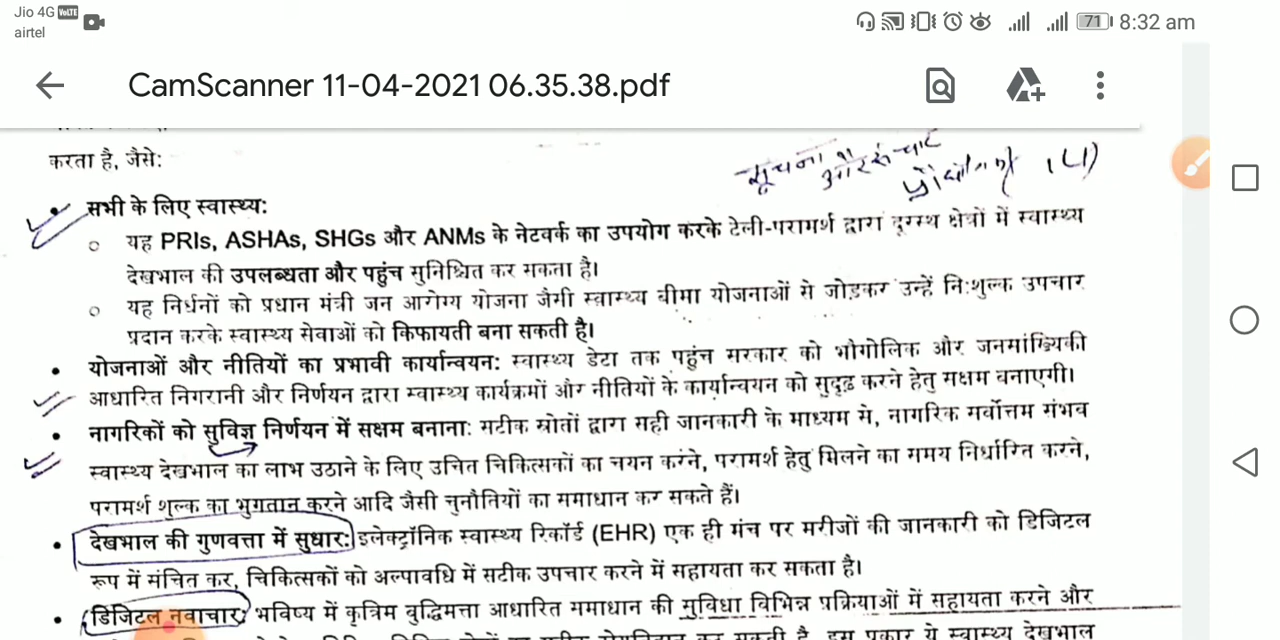 Jio 4G VoLTE
airtel
71 8:32 am
CamScanner 11-04-2021 06.35.38.pdf
करता है, जैसे:
सूचना और संचार
• सभी के लिए स्वास्थ्य:
यह PRIs, ASHAs, SHGs और ANMs के नेटवर्क का उपयोग करके टेली-परामर्श द्वारा दूरस्थ क्षेत्रों में स्वास्थ्य
देखभाल की उपलब्धता और पहुंच सुनिश्चित कर सकता है।
यह निर्धनों को प्रधान मंत्री जन आरोग्य योजना जैसी स्वास्थ्य बीमा योजनाओं से जोड़कर उन्हें नि:शुल्क उपचार
प्रदान करके स्वास्थ्य सेवाओं को किफायती बना सकती है।
• योजनाओं और नीतियों का प्रभावी कार्यान्वयन: स्वास्थ्य डेटा तक पहुंच सरकार को भौगोलिक और जनसांख्यिकी
आधारित निगरानी और निर्णयन द्वारा स्वास्थ्य कार्यक्रमों और नीतियों के कार्यान्वयन को सुदृढ़ करने हेतु सक्षम बनाएगी।
• नागरिकों को सुविज्ञ निर्णयन में सक्षम बनाना: सटीक स्रोतों द्वारा सही जानकारी के माध्यम से, नागरिक सर्वोत्तम संभव
स्वास्थ्य देखभाल का लाभ उठाने के लिए उचित चिकित्सकों का चयन करने, परामर्श हेतु मिलने का समय निर्धारित करने,
परामर्श शुल्क का भुगतान करने आदि जैसी चुनौतियों का समाधान कर सकते हैं।
• देखभाल की गुणवत्ता में सुधार: इलेक्ट्रॉनिक स्वास्थ्य रिकॉर्ड (EHR) एक ही मंच पर मरीजों की जानकारी को डिजिटल
रूप में संचित कर, चिकित्सकों को अल्पावधि में सटीक उपचार करने में सहायता कर सकता है।
• डिजिटल नवाचार: भविष्य में कृत्रिम बुद्धिमत्ता आधारित समाधान की सुविधा विभिन्न प्रक्रियाओं में सहायता करने और